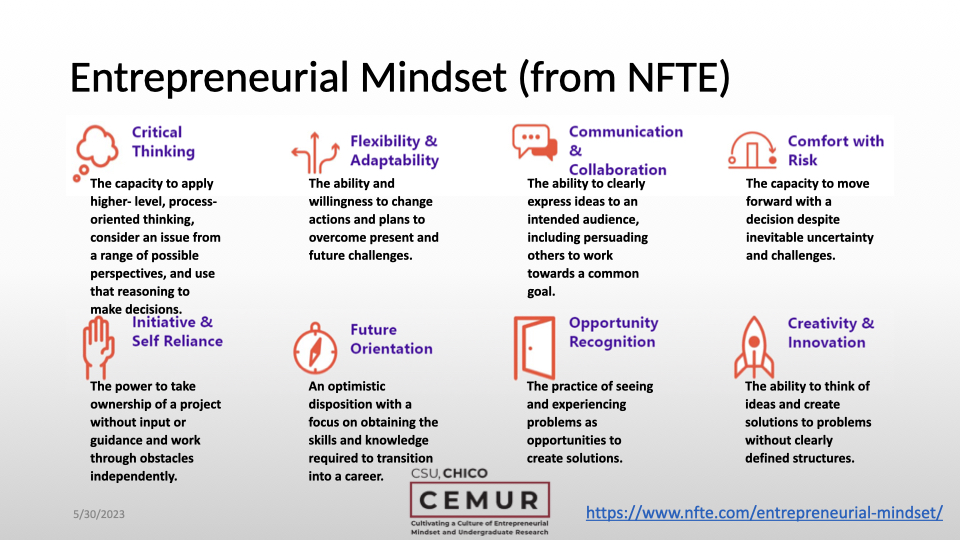 Entrepreneurial Mindset (from NFTE)
Critical
Thinking
The capacity to apply
higher- level, process-
oriented thinking,
consider an issue from
a range of possible
perspectives, and use
that reasoning to
make decisions.
Flexibility &
Adaptability
The ability and
willingness to change
actions and plans to
overcome present and
future challenges.
Communication
&
Collaboration
The ability to clearly
express ideas to an
intended audience,
including persuading
others to work
towards a common
goal.
Comfort with
Risk
The capacity to move
forward with a
decision despite
inevitable uncertainty
and challenges.
Initiative &
Self Reliance
The power to take
ownership of a project
without input or
guidance and work
through obstacles
independently.
Future
Orientation
An optimistic
disposition with a
focus on obtaining the
skills and knowledge
required to transition
into a career.
Opportunity
Recognition
The practice of seeing
and experiencing
problems as
opportunities to
create solutions.
Creativity &
Innovation
The ability to think of
ideas and create
solutions to problems
without clearly
defined structures.
5/30/2023
CSU, CHICO
CEMUR
Cultivating a Culture of Entrepreneurial
Mindset and Undergraduate Research
https://www.nfte.com/entrepreneurial-mindset/